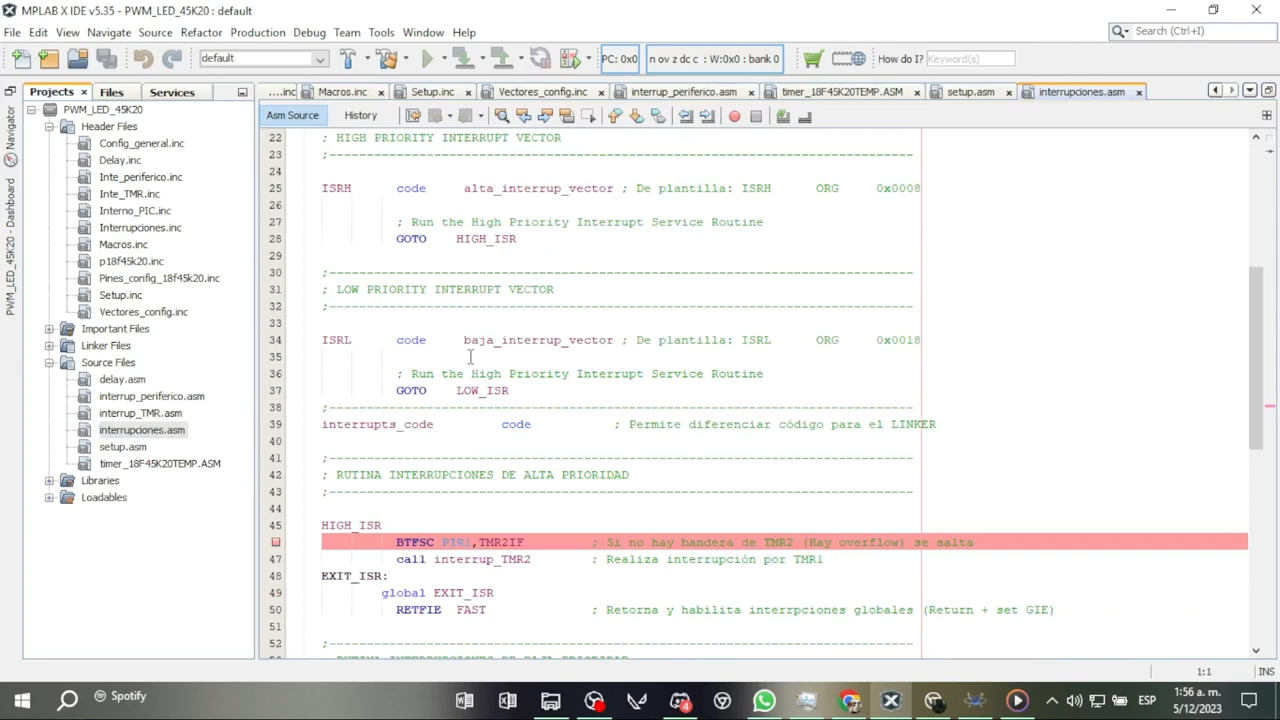 MPLAB X IDE v5.35 - PWM_LED_45K20 : default
File Edit View Navigate Source Refactor Production Debug Team Tools Window Help
Search (Ctrl+I)
default
PC: 0x0
n ov z dc c : W:0x0 : bank 0
How do I? Keyword(s)
Projects Files Services
....inc Macros.inc Setup.inc Vectores_config.inc interrup_periferico.asm timer_18F45K20TEMP.ASM setup.asm interrupciones.asm
Navigator
PWM_LED_45K20 - Dashboard
PWM_LED_45K20
Header Files
Config_general.inc
Delay.inc
Inte_periferico.inc
Inte_TMR.inc
Interno_PIC.inc
Interrupciones.inc
Macros.inc
p18f45k20.inc
Pines_config_18f45k20.inc
Setup.inc
Vectores_config.inc
Important Files
Linker Files
Source Files
delay.asm
interrup_periferico.asm
interrup_TMR.asm
interrupciones.asm
setup.asm
timer_18F45K20TEMP.ASM
Libraries
Loadables
Asm Source History
22 ; HIGH PRIORITY INTERRUPT VECTOR
23 ;-------------------------------------------------------------------------------
24
25 ISRH code alta_interrup_vector ; De plantilla: ISRH ORG 0x0008
26
27 ; Run the High Priority Interrupt Service Routine
28 GOTO HIGH_ISR
29
30 ;-------------------------------------------------------------------------------
31 ; LOW PRIORITY INTERRUPT VECTOR
32 ;-------------------------------------------------------------------------------
33
34 ISRL code baja_interrup_vector ; De plantilla: ISRL ORG 0x0018
35
36 ; Run the High Priority Interrupt Service Routine
37 GOTO LOW_ISR
38 ;-------------------------------------------------------------------------------
39 interrupts_code code ; Permite diferenciar código para el LINKER
40
41 ;-------------------------------------------------------------------------------
42 ; RUTINA INTERRUPCIONES DE ALTA PRIORIDAD
43 ;-------------------------------------------------------------------------------
44
45 HIGH_ISR
BTFSC PIR1,TMR2IF ; Si no hay bandera de TMR2 (Hay overflow) se salta
47 call interrup_TMR2 ; Realiza interrupción por TMR1
48 EXIT_ISR:
49 global EXIT_ISR
50 RETFIE FAST ; Retorna y habilita interrpciones globales (Return + set GIE)
51
52 ;-------------------------------------------------------------------------------
; RUTINA INTERRUPCIONES DE BAJA PRIORIDAD
1:1 INS
Spotify
4
ESP
1:56 a. m.
5/12/2023